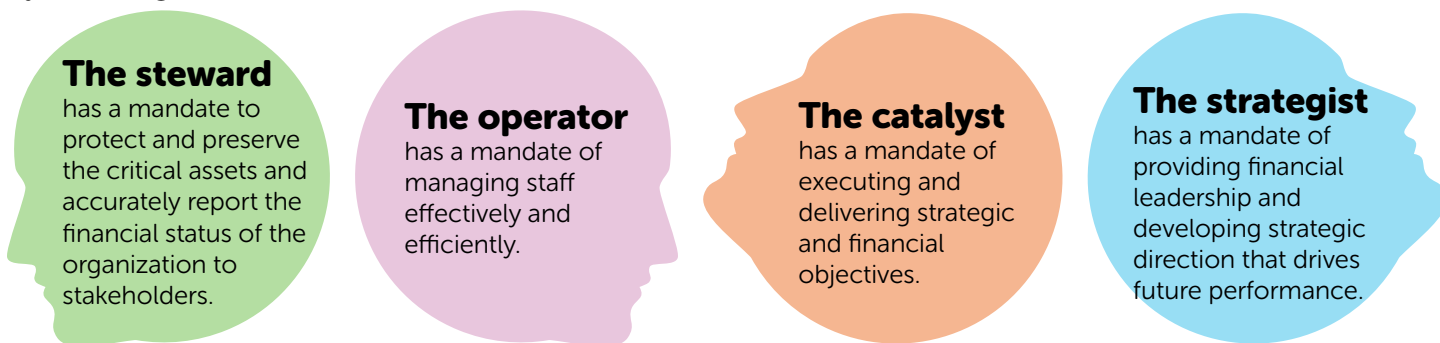 The steward
has a mandate to
protect and preserve
the critical assets and
accurately report the
financial status of the
organization to
stakeholders.
The operator
has a mandate of
managing staff
effectively and
efficiently.
The catalyst
has a mandate of
executing and
delivering strategic
and financial
objectives.
The strategist
has a mandate of
providing financial
leadership and
developing strategic
direction that drives
future performance.